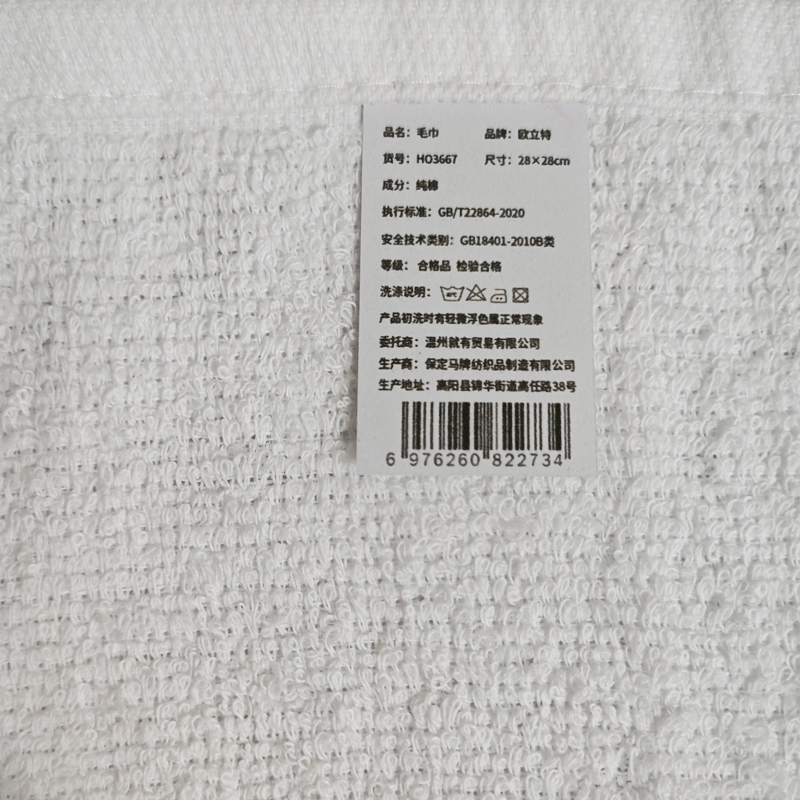 品名：毛巾 品牌：欧立特
货号：HO3667 尺寸：28×28cm
成分：纯棉
执行标准：GB/T22864-2020
安全技术类别：GB18401-2010B类
等级： 合格品 检验合格
洗涤说明：
产品初洗时有轻微浮色属正常现象
委托商：温州就有贸易有限公司
生产商：保定马牌纺织品制造有限公司
生产地址：高阳县锦华街道高任路38号
6 976260 822734